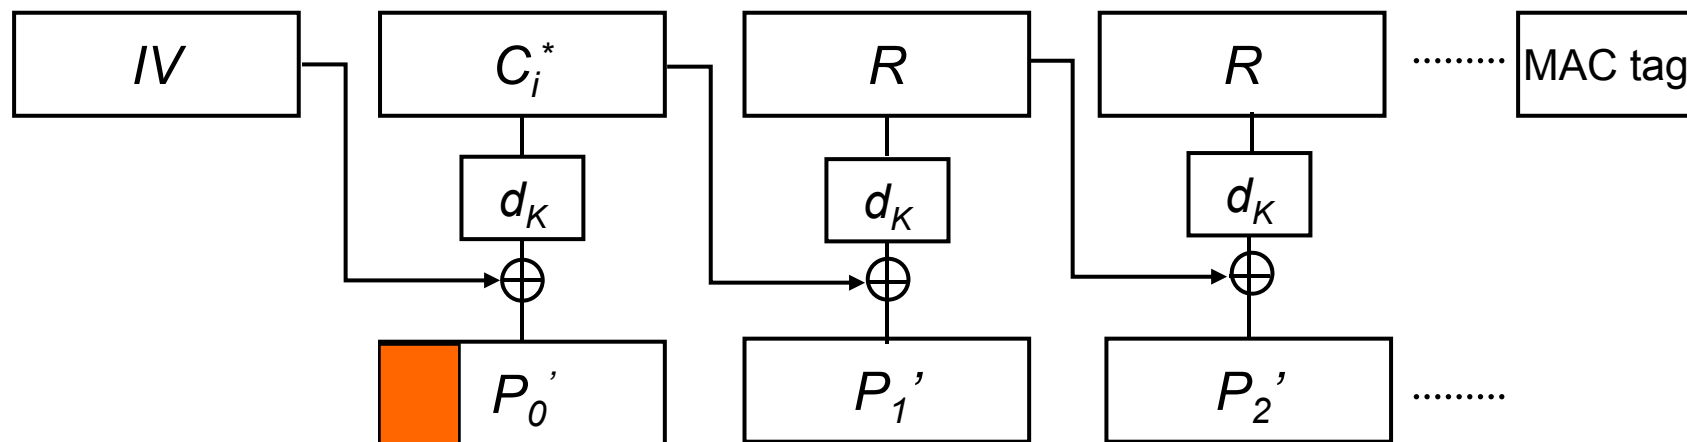 IV C_i^* R R ......... MAC tag
d_K d_K d_K
P_0' P_1' P_2' .........